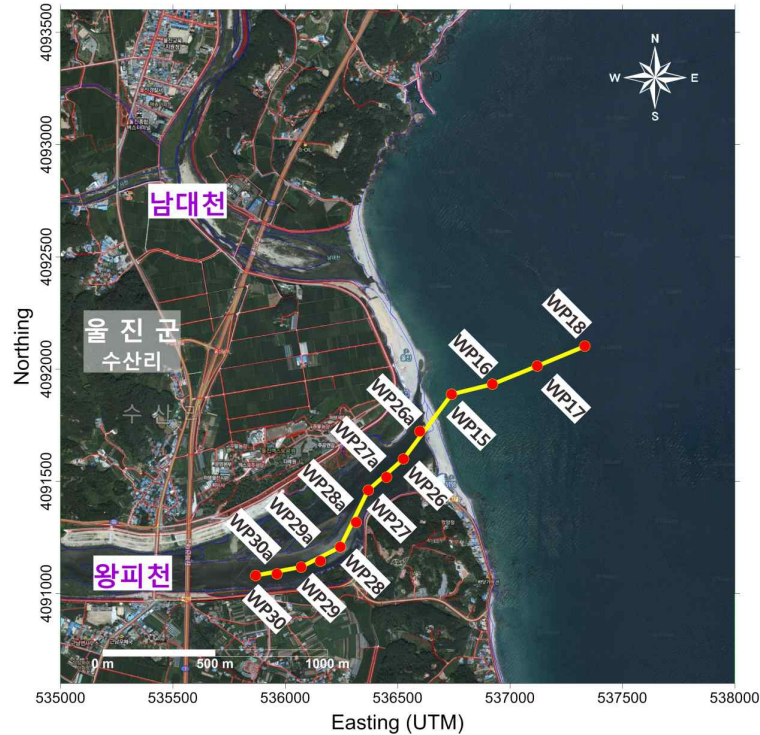 N
W
E
S
4093500
4093000
4092500
4092000
4091500
4091000
Northing
남대천
울 진 군
수산리
수 산
왕피천
WP18
WP16
WP17
WP26a
WP15
WP27a
WP26
WP28a
WP27
WP29a
WP28
WP30a
WP29
WP30
0 m
500 m
1000 m
535000
535500
536000
536500
537000
537500
538000
Easting (UTM)